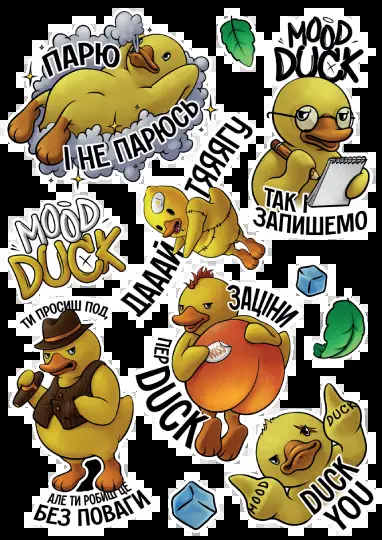 ПАРЮ
І НЕ ПАРЮСЬ
MOOD
DUCK
ТАК І
ЗАПИШЕМО
MOOD
DUCK
ДАААЙ
ТЯЯЯГУ
ТИ ПРОСИШ ПОД,
АЛЕ ТИ РОБИШ ЦЕ
БЕЗ ПОВАГИ
ЗАЦІНИ
ПЕР
DUCK
MOOD
DUCK
DUCK
YOU